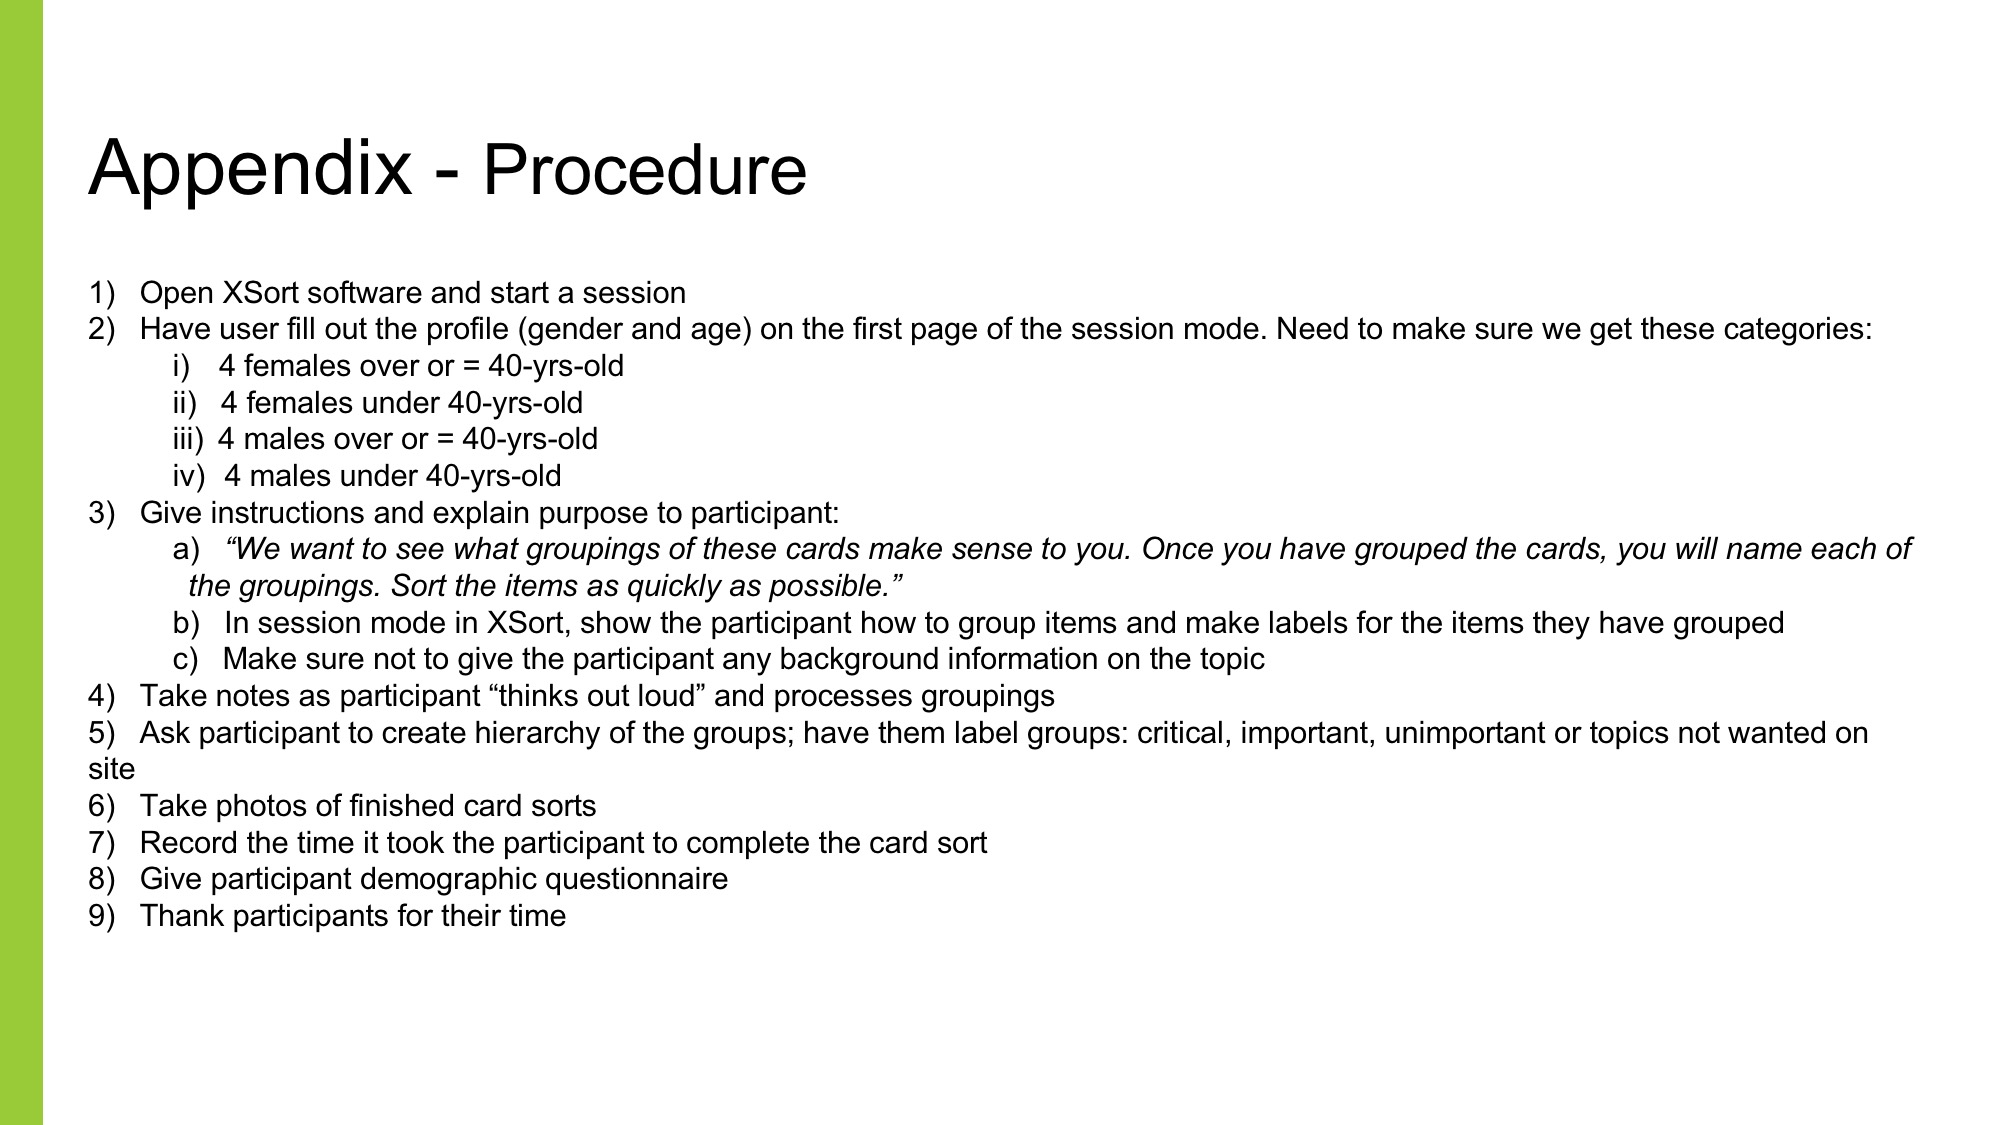 Appendix - Procedure
1) Open XSort software and start a session
2) Have user fill out the profile (gender and age) on the first page of the session mode. Need to make sure we get these categories:
i) 4 females over or = 40-yrs-old
ii) 4 females under 40-yrs-old
iii) 4 males over or = 40-yrs-old
iv) 4 males under 40-yrs-old
3) Give instructions and explain purpose to participant:
a) “We want to see what groupings of these cards make sense to you. Once you have grouped the cards, you will name each of
the groupings. Sort the items as quickly as possible.”
b) In session mode in XSort, show the participant how to group items and make labels for the items they have grouped
c) Make sure not to give the participant any background information on the topic
4) Take notes as participant “thinks out loud” and processes groupings
5) Ask participant to create hierarchy of the groups; have them label groups: critical, important, unimportant or topics not wanted on
site
6) Take photos of finished card sorts
7) Record the time it took the participant to complete the card sort
8) Give participant demographic questionnaire
9) Thank participants for their time